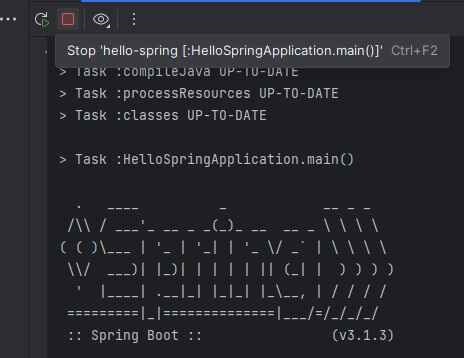 Stop 'hello-spring [:HelloSpringApplication.main()]' Ctrl+F2
> Task :compileJava UP-TO-DATE
> Task :processResources UP-TO-DATE
> Task :classes UP-TO-DATE
> Task :HelloSpringApplication.main()
  .   ____          _            __ _ _
 /\\ / ___'_ __ _ _(_)_ __  __ _ \ \ \ \
( ( )\___ | '_ | '_| | '_ \/ _` | \ \ \ \
 \\/  ___)| |_)| | | | | || (_| |  ) ) ) )
  '  |____| .__|_| |_|_| |_\__, | / / / /
 =========|_|==============|___/=/_/_/_/
 :: Spring Boot ::                (v3.1.3)